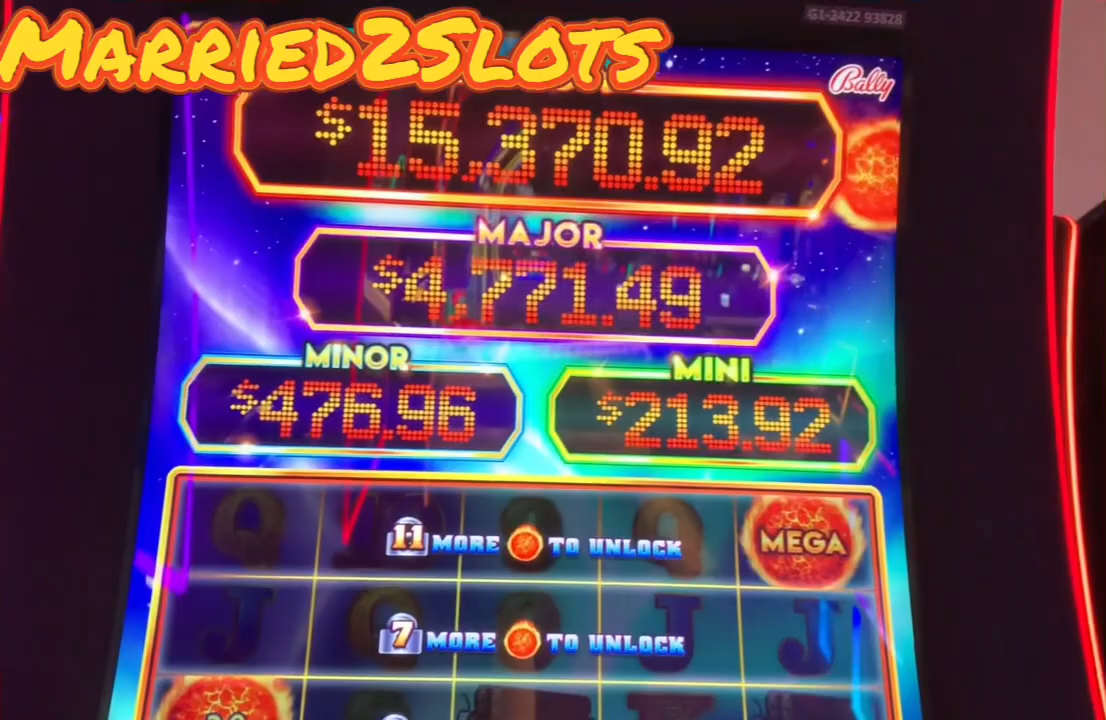 G1-2422 93828
MARRIED2SLOTS
Bally
$15,370.92
MAJOR
$4,771.49
MINOR MINI
$476.96 $213.92
Q Q MEGA
11 MORE TO UNLOCK
J J J
7 MORE TO UNLOCK